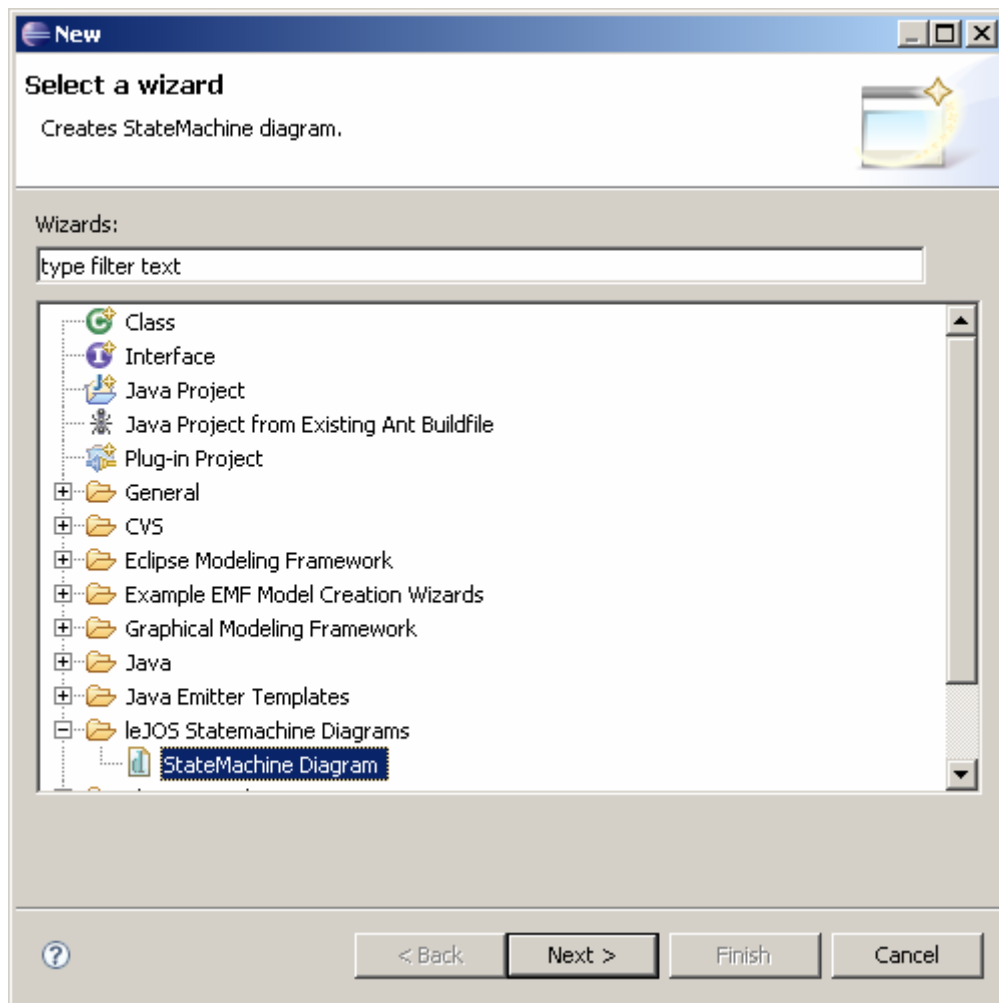 New
Select a wizard
Creates StateMachine diagram.
Wizards:
type filter text
Class
Interface
Java Project
Java Project from Existing Ant Buildfile
Plug-in Project
General
CVS
Eclipse Modeling Framework
Example EMF Model Creation Wizards
Graphical Modeling Framework
Java
Java Emitter Templates
leJOS Statemachine Diagrams
StateMachine Diagram
< Back
Next >
Finish
Cancel